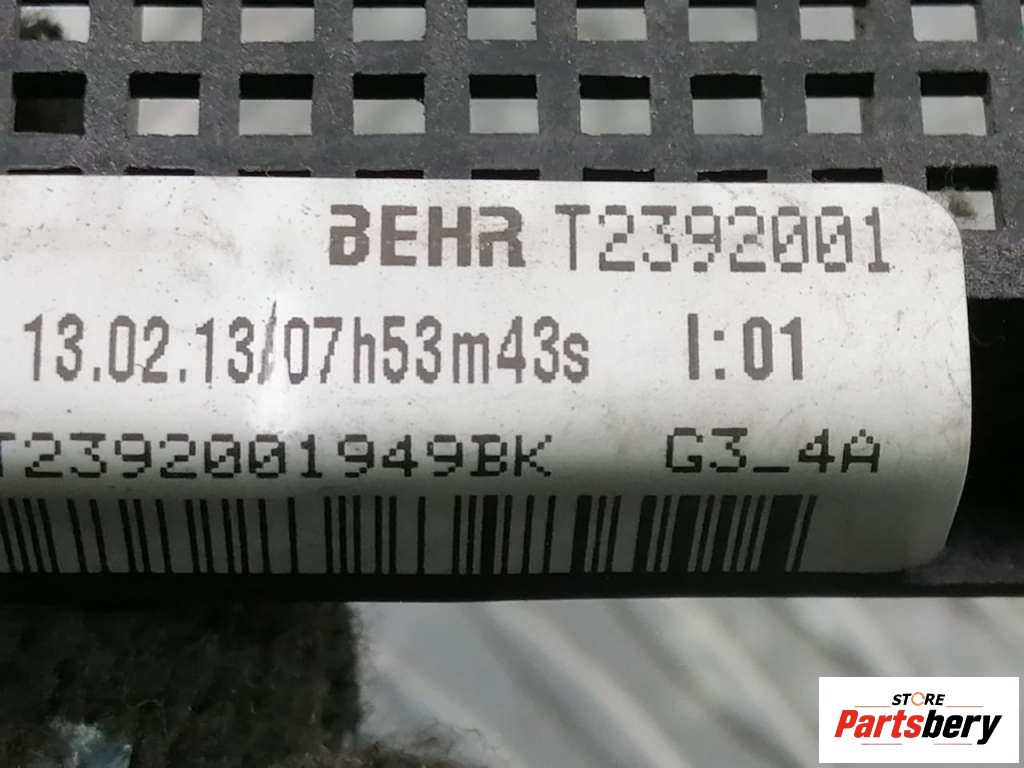 BEHR T2392001
13.02.13/07h53m43s I:01
T2392001949BK G3_4A
STORE
Partsbery